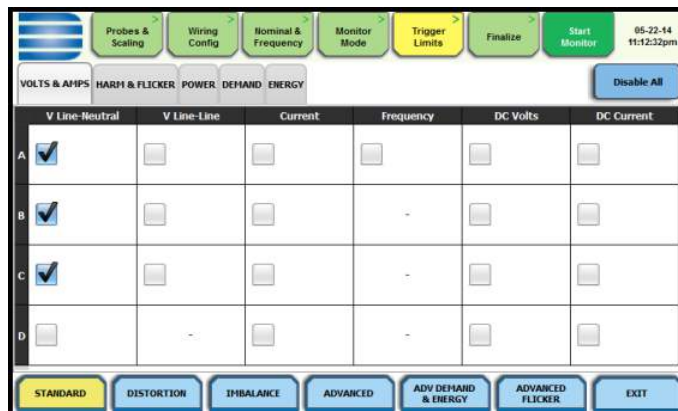 Probes & Wiring Nominal & Monitor Trigger Finalize Start 05-22-14
Scaling Config Frequency Mode Limits Monitor 11:12:32pm
VOLTS & AMPS HARM & FLICKER POWER DEMAND ENERGY Disable All
V Line-Neutral V Line-Line Current Frequency DC Volts DC Current
A
B -
C -
D - -
STANDARD DISTORTION IMBALANCE ADVANCED ADV DEMAND ADVANCED EXIT
& ENERGY FLICKER